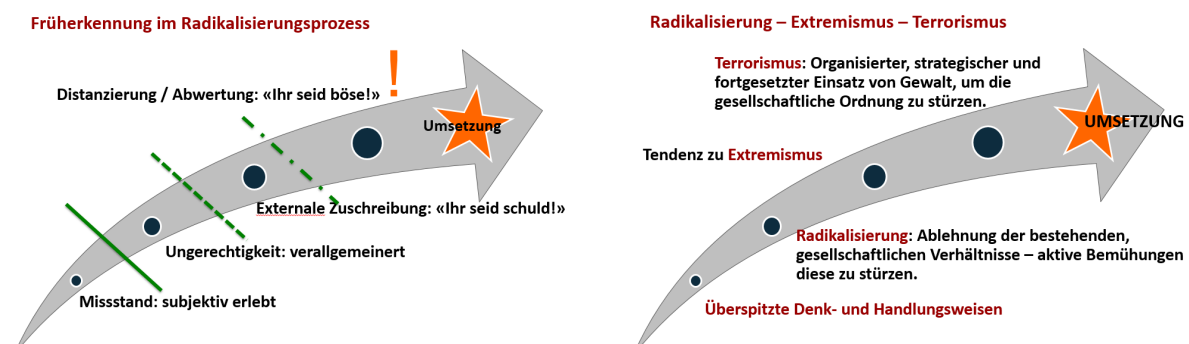 Früherkennung im Radikalisierungsprozess
!
Distanzierung / Abwertung: «Ihr seid böse!»
Umsetzung
Externale Zuschreibung: «Ihr seid schuld!»
Ungerechtigkeit: verallgemeinert
Missstand: subjektiv erlebt
Radikalisierung – Extremismus – Terrorismus
Terrorismus: Organisierter, strategischer und
fortgesetzter Einsatz von Gewalt, um die
gesellschaftliche Ordnung zu stürzen.
UMSETZUNG
Tendenz zu Extremismus
Radikalisierung: Ablehnung der bestehenden,
gesellschaftlichen Verhältnisse – aktive Bemühungen
diese zu stürzen.
Überspitzte Denk- und Handlungsweisen